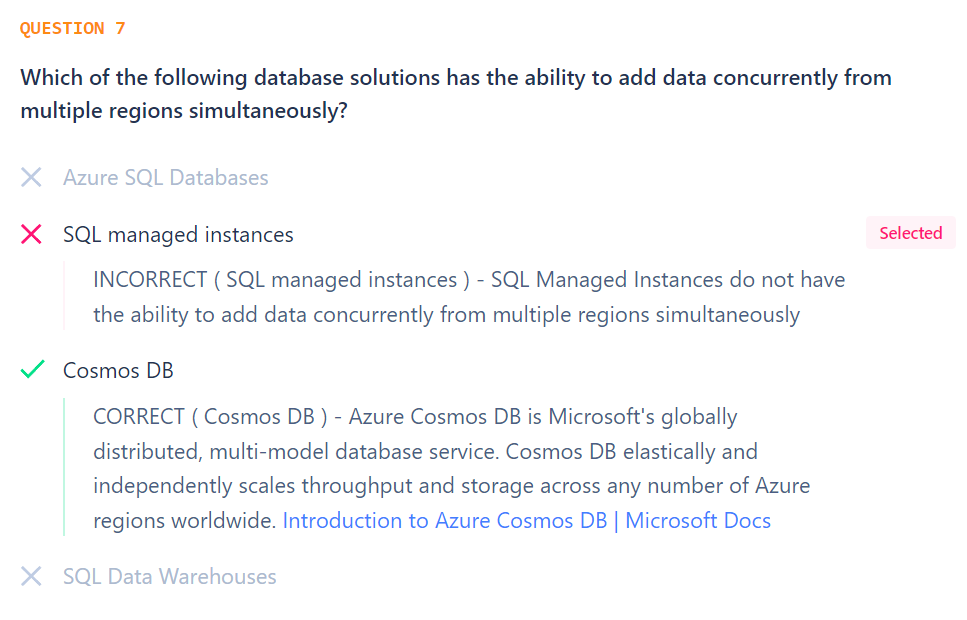 QUESTION 7
Which of the following database solutions has the ability to add data concurrently from
multiple regions simultaneously?
Azure SQL Databases
SQL managed instances
Selected
INCORRECT ( SQL managed instances ) - SQL Managed Instances do not have
the ability to add data concurrently from multiple regions simultaneously
Cosmos DB
CORRECT ( Cosmos DB ) - Azure Cosmos DB is Microsoft's globally
distributed, multi-model database service. Cosmos DB elastically and
independently scales throughput and storage across any number of Azure
regions worldwide. Introduction to Azure Cosmos DB | Microsoft Docs
SQL Data Warehouses